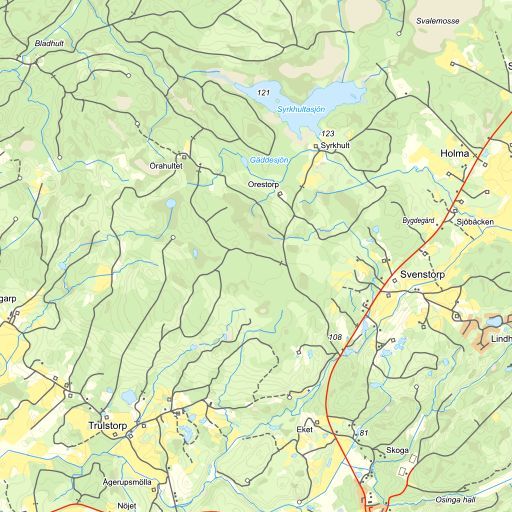 Svalemosse
Bladhult
121
Syrkhultasjön
123
Syrkhult
Holma
Gäddesjön
Örahultet
Orestorp
Bygdegård
Sjöbäcken
Svenstorp
garp
108
Lindh
Trulstorp
Eket
81
Skoga
Ågerupsmölla
Nöjet
Osinga hall